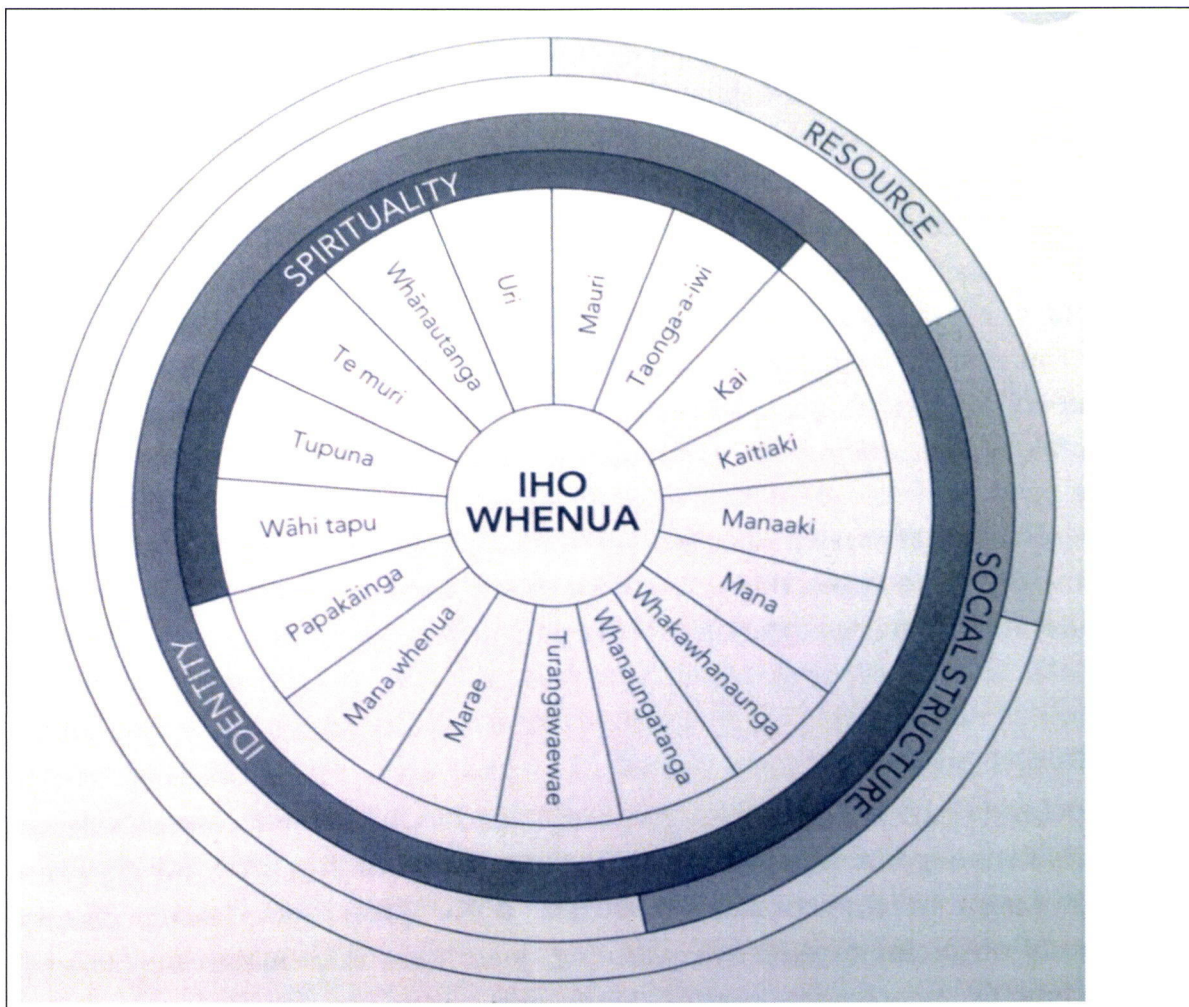 RESOURCE
SOCIAL STRUCTURE
IDENTITY
SPIRITUALITY
Mauri
Taonga-a-iwi
Kai
Kaitiaki
Manaaki
Mana
Whakawhanaunga
Whanaungatanga
Turangawaewae
Marae
Mana whenua
Papakāinga
Wāhi tapu
Tupuna
Te muri
Whānautanga
Uri
IHO
WHENUA